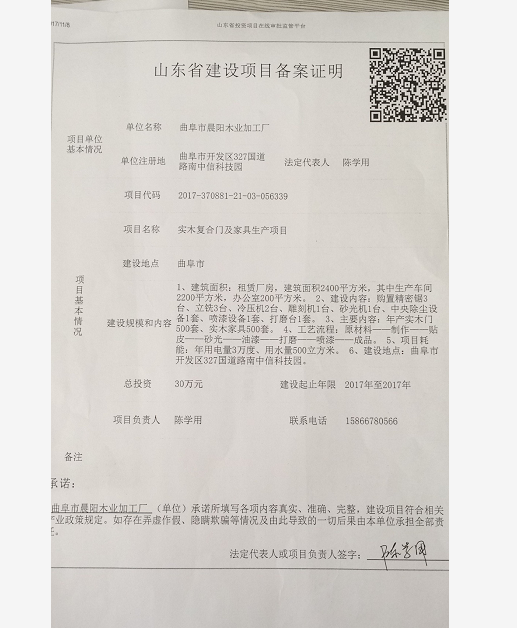 17/11/8
山东省投资项目在线审批监管平台
山东省建设项目备案证明
项目单位
基本情况
单位名称 曲阜市晨阳木业加工厂
单位注册地 曲阜市开发区327国道
路南中信科技园
法定代表人 陈学用
项目代码 2017-370881-21-03-056339
项目基本情况
项目名称 实木复合门及家具生产项目
建设地点 曲阜市
建设规模和内容
1、建筑面积：租赁厂房，建筑面积2400平方米，其中生产车间
2200平方米，办公室200平方米。 2、建设内容：购置精密锯3
台、立铣3台、冷压机2台、雕刻机1台、砂光机1台、中央除尘设
备1套、喷漆设备1套、打磨台1套。 3、主要内容：年产实木门
500套、实木家具500套。 4、工艺流程：原材料——制作——贴
皮——砂光——油漆——打磨——喷漆——成品。 5、项目耗
能：年用电量3万度、用水量500立方米。 6、建设地点：曲阜市
开发区327国道路南中信科技园。
总投资 30万元 建设起止年限 2017年至2017年
项目负责人 陈学用 联系电话 15866780566
备注
承诺：
曲阜市晨阳木业加工厂（单位）承诺所填写各项内容真实、准确、完整，建设项目符合相关
产业政策规定。如存在弄虚作假、隐瞒欺骗等情况及由此导致的一切后果由本单位承担全部责
任。
法定代表人或项目负责人签字：陈学用